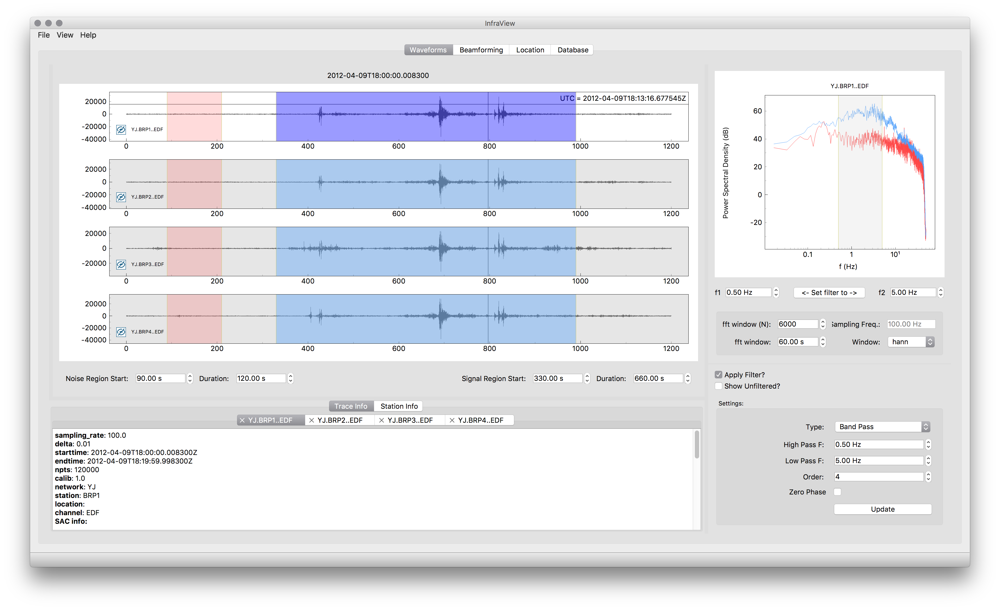 InfraView
File View Help
Waveforms Beamforming Location Database
2012-04-09T18:00:00.008300
UTC = 2012-04-09T18:13:16.677545Z
20000
0
-20000
-40000
YJ.BRP1..EDF
0 200 400 600 800 1000 1200
20000
0
-20000
-40000
YJ.BRP2..EDF
0 200 400 600 800 1000 1200
20000
0
-20000
YJ.BRP3..EDF
0 200 400 600 800 1000 1200
20000
0
-20000
-40000
YJ.BRP4..EDF
0 200 400 600 800 1000 1200
Noise Region Start: 90.00 s Duration: 120.00 s Signal Region Start: 330.00 s Duration: 660.00 s
Trace Info Station Info
YJ.BRP1..EDF YJ.BRP2..EDF YJ.BRP3..EDF YJ.BRP4..EDF
sampling_rate: 100.0
delta: 0.01
starttime: 2012-04-09T18:00:00.008300Z
endtime: 2012-04-09T18:19:59.998300Z
npts: 120000
calib: 1.0
network: YJ
station: BRP1
location:
channel: EDF
SAC info:
YJ.BRP1..EDF
Power Spectral Density (dB)
60
40
20
0
-20
0.1 1 10¹
f (Hz)
f1 0.50 Hz <- Set filter to -> f2 5.00 Hz
fft window (N): 6000 Sampling Freq.: 100.00 Hz
fft window: 60.00 s Window: hann
Apply Filter?
Show Unfiltered?
Settings:
Type: Band Pass
High Pass F: 0.50 Hz
Low Pass F: 5.00 Hz
Order: 4
Zero Phase
Update